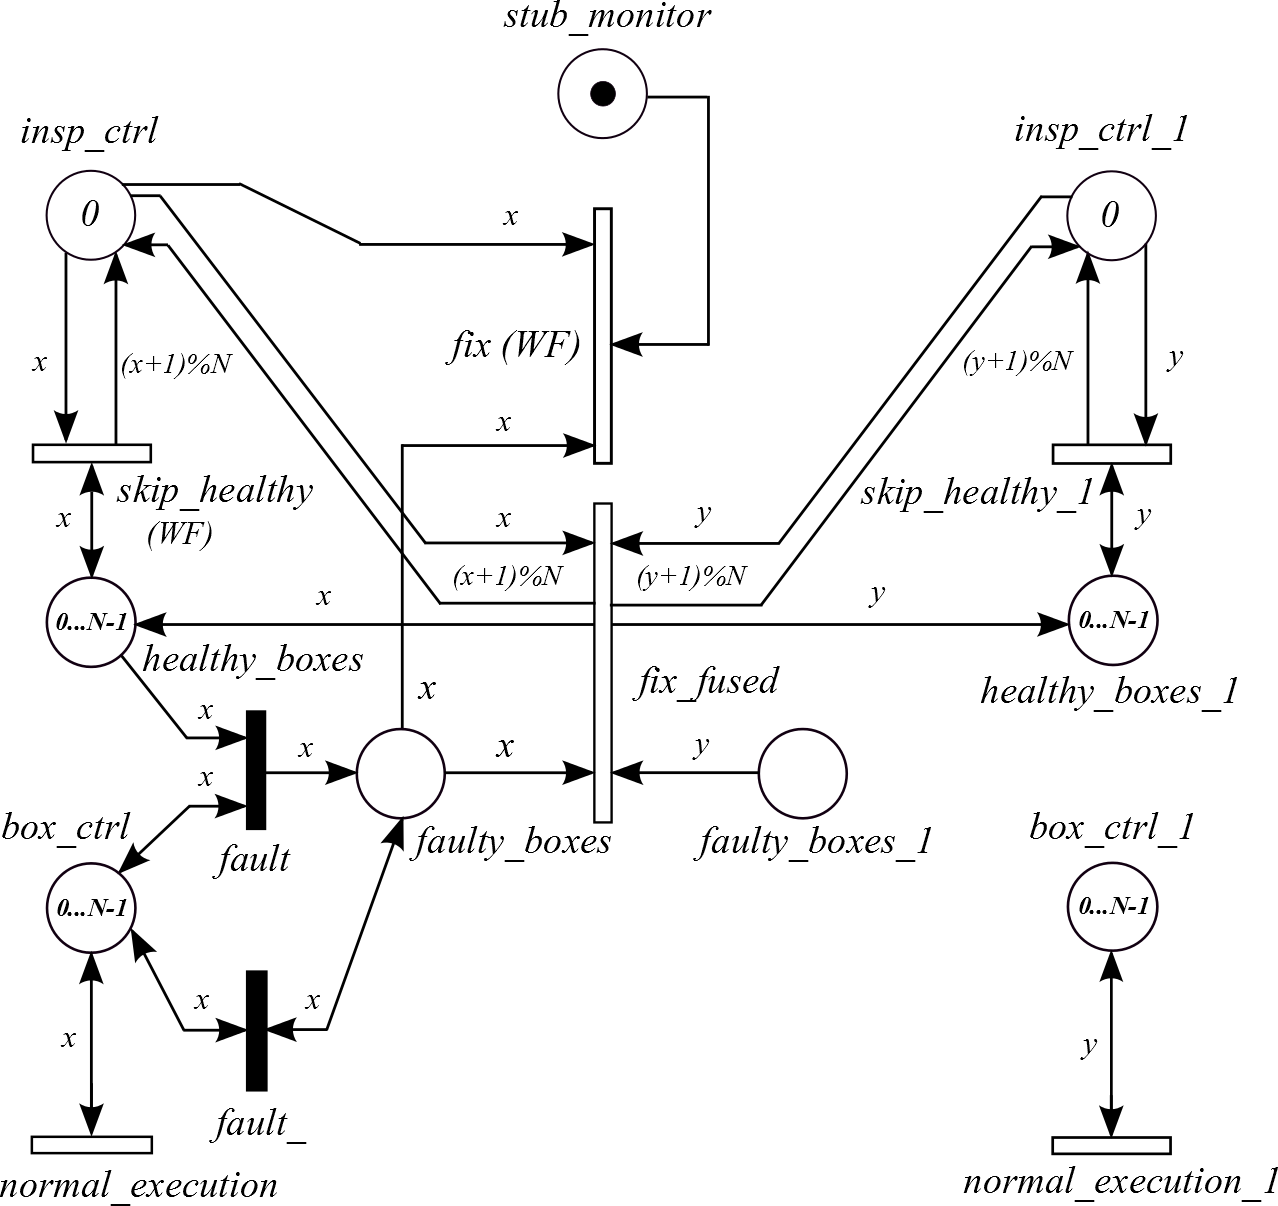 stub_monitor
insp_ctrl
insp_ctrl_1
0
0
x
fix (WF)
x
(x+1)%N
(y+1)%N
y
x
skip_healthy
(WF)
x
x
y
skip_healthy_1
y
(x+1)%N
(y+1)%N
0...N-1
x
y
0...N-1
healthy_boxes
x
fix_fused
healthy_boxes_1
x
x
x
x
y
box_ctrl
fault
faulty_boxes
faulty_boxes_1
box_ctrl_1
0...N-1
0...N-1
x
x
x
y
fault_
normal_execution
normal_execution_1